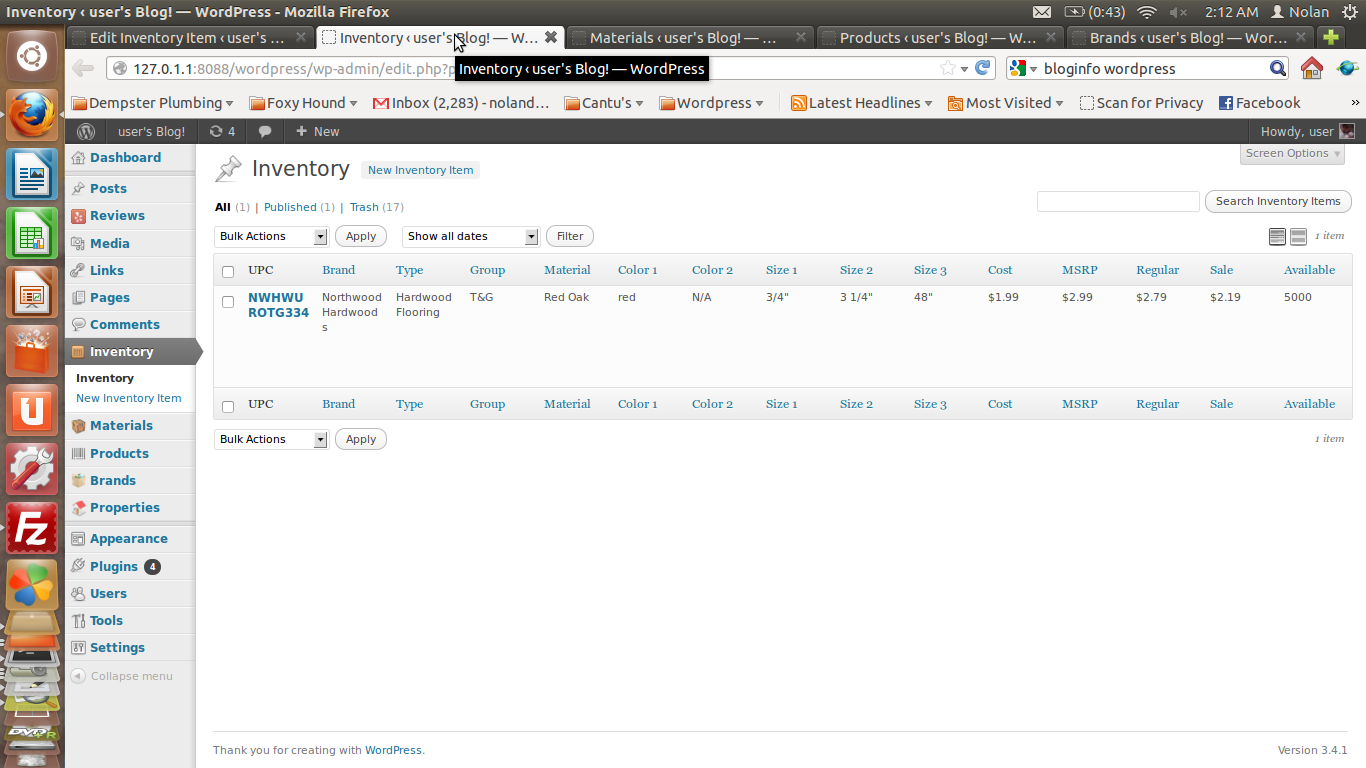 Inventory ‹ user's Blog! — WordPress - Mozilla Firefox
(0:43) 2:12 AM Nolan
Edit Inventory Item ‹ user's ...
Inventory ‹ user's Blog! — W...
Materials ‹ user's Blog! — ...
Products ‹ user's Blog! — W...
Brands ‹ user's Blog! — Wor...
127.0.1.1:8088/wordpress/wp-admin/edit.php?p
Inventory ‹ user's Blog! — WordPress
bloginfo wordpress
Dempster Plumbing Foxy Hound Inbox (2,283) - noland... Cantu's Wordpress Latest Headlines Most Visited Scan for Privacy Facebook »
user's Blog! 4 New Howdy, user
Dashboard
Posts
Reviews
Media
Links
Pages
Comments
Inventory
Inventory
New Inventory Item
Materials
Products
Brands
Properties
Appearance
Plugins 4
Users
Tools
Settings
Collapse menu
Screen Options
Inventory New Inventory Item
All (1) | Published (1) | Trash (17)
Search Inventory Items
Bulk Actions Apply Show all dates Filter 1 item
UPC Brand Type Group Material Color 1 Color 2 Size 1 Size 2 Size 3 Cost MSRP Regular Sale Available
NWHWU Northwood Hardwood T&G Red Oak red N/A 3/4" 3 1/4" 48" $1.99 $2.99 $2.79 $2.19 5000
ROTG334 Hardwood Flooring
s
UPC Brand Type Group Material Color 1 Color 2 Size 1 Size 2 Size 3 Cost MSRP Regular Sale Available
Bulk Actions Apply 1 item
Thank you for creating with WordPress. Version 3.4.1